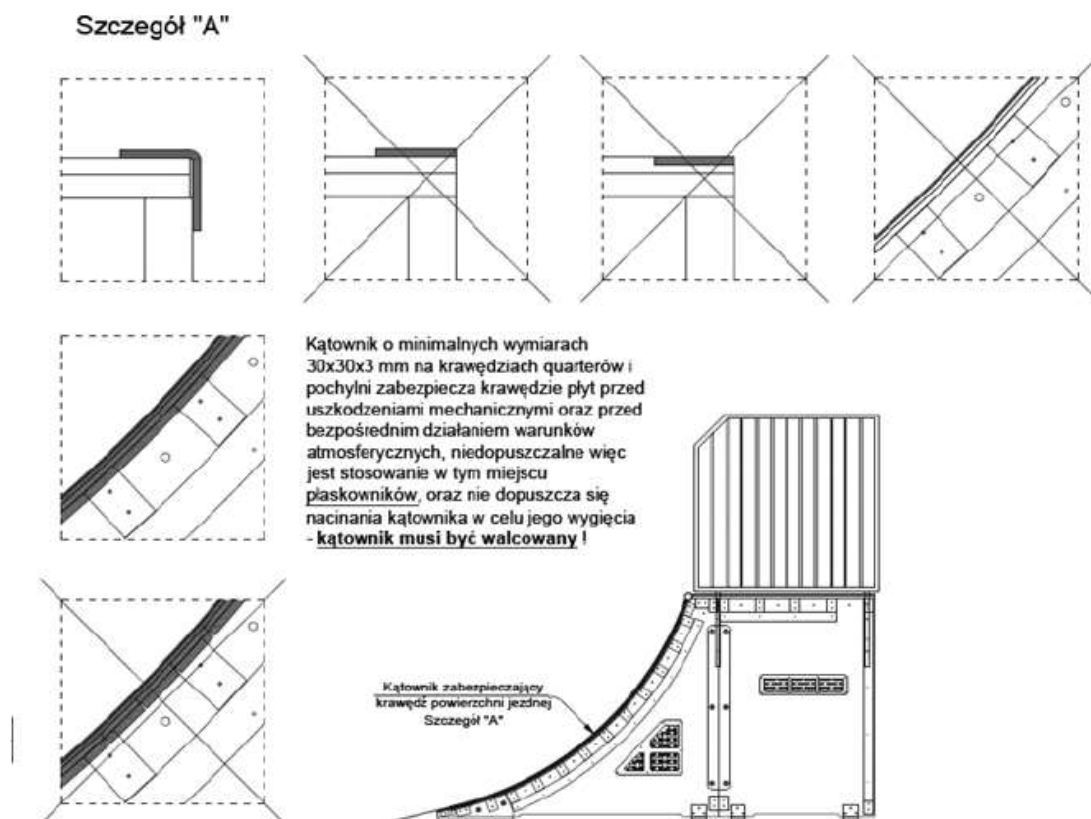 Szczegół "A"
Kątownik o minimalnych wymiarach
30x30x3 mm na krawędziach quarterów i
pochylni zabezpiecza krawędzie płyt przed
uszkodzeniami mechanicznymi oraz przed
bezpośrednim działaniem warunków
atmosferycznych, niedopuszczalne więc
jest stosowanie w tym miejscu
płaskowników, oraz nie dopuszcza się
nacinania kątownika w celu jego wygięcia
- kątownik musi być walcowany !
Kątownik zabezpieczający
krawędź powierzchni jezdnej
Szczegół "A"